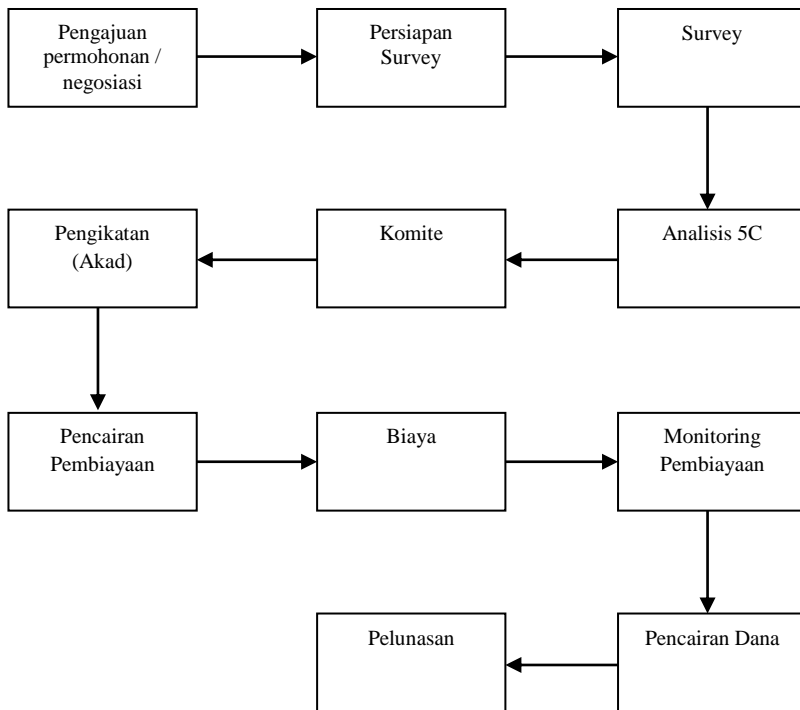 Pengajuan
permohonan /
negosiasi
Persiapan
Survey
Survey
Analisis 5C
Komite
Pengikatan
(Akad)
Pencairan
Pembiayaan
Biaya
Monitoring
Pembiayaan
Pencairan Dana
Pelunasan